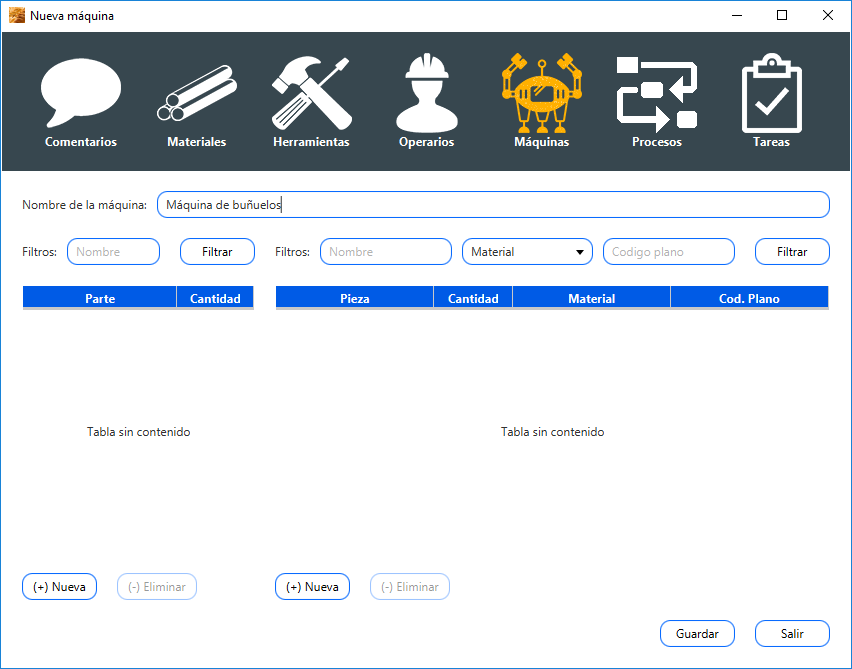 Nueva máquina
Comentarios Materiales Herramientas Operarios Máquinas Procesos Tareas
Nombre de la máquina: Máquina de buñuelos
Filtros: Nombre Filtrar Filtros: Nombre Material Codigo plano Filtrar
Parte Cantidad Pieza Cantidad Material Cod. Plano
Tabla sin contenido Tabla sin contenido
(+) Nueva (-) Eliminar (+) Nueva (-) Eliminar
Guardar Salir